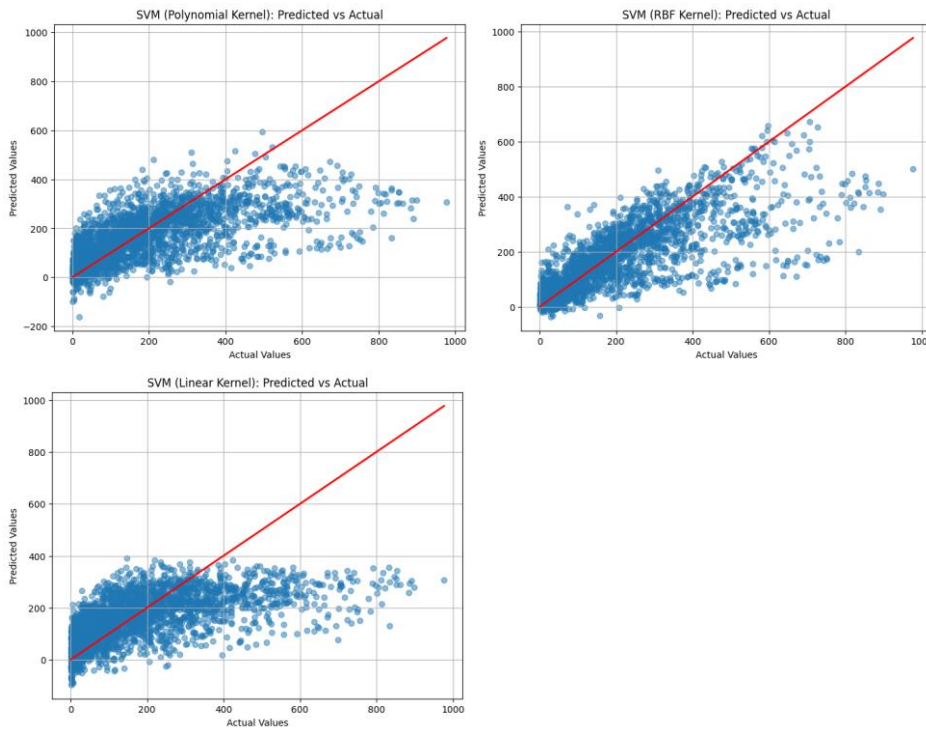 SVM (Polynomial Kernel): Predicted vs Actual
1000
800
600
400
200
0
−200
Predicted Values
0 200 400 600 800 1000
Actual Values
SVM (RBF Kernel): Predicted vs Actual
1000
800
600
400
200
0
Predicted Values
0 200 400 600 800 1000
Actual Values
SVM (Linear Kernel): Predicted vs Actual
1000
800
600
400
200
0
Predicted Values
0 200 400 600 800 1000
Actual Values